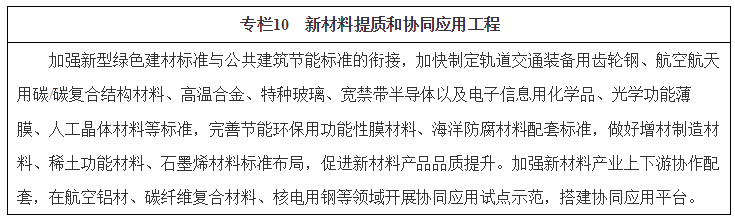 专栏10 新材料提质和协同应用工程
加强新型绿色建材标准与公共建筑节能标准的衔接，加快制定轨道交通装备用齿轮钢、航空航天
用碳/碳复合结构材料、高温合金、特种玻璃、宽禁带半导体以及电子信息用化学品、光学功能薄
膜、人工晶体材料等标准，完善节能环保用功能性膜材料、海洋防腐材料配套标准，做好增材制造材
料、稀土功能材料、石墨烯材料标准布局，促进新材料产品品质提升。加强新材料产业上下游协作配
套，在航空铝材、碳纤维复合材料、核电用钢等领域开展协同应用试点示范，搭建协同应用平台。